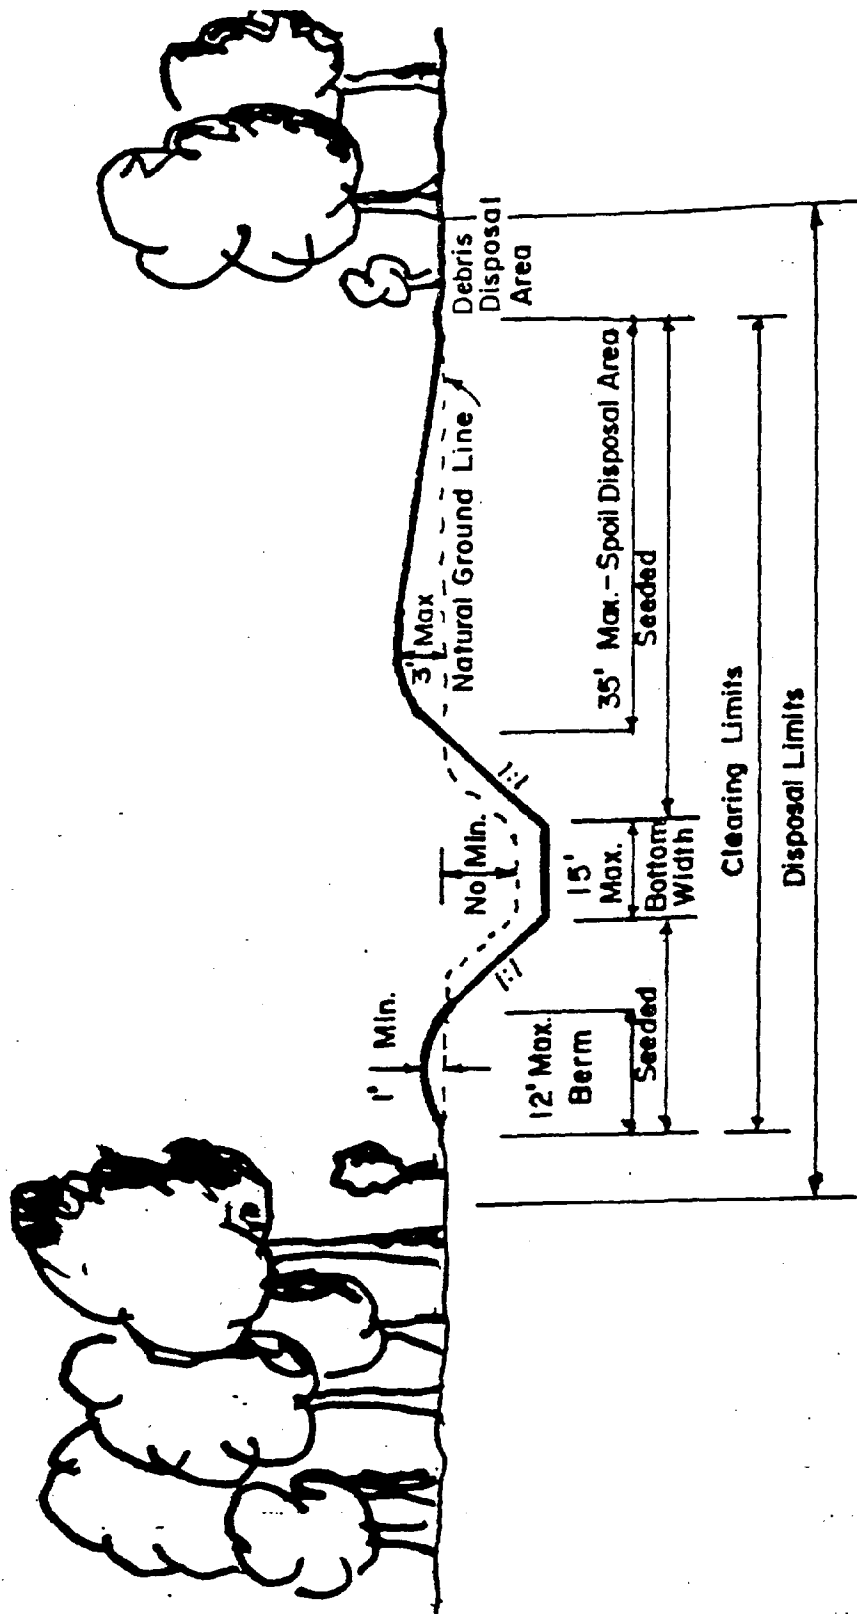 1' Min.
3' Max
No Min.
1:1
1:1
Natural Ground Line
Debris
Disposal
Area
12' Max.
Berm
15'
Max.
35' Max.-Spoil Disposal Area
Seeded
Bottom
Width
Seeded
Clearing Limits
Disposal Limits